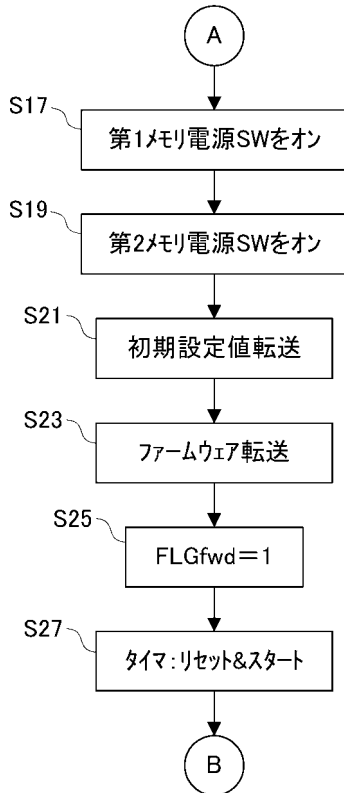 A
S17
第1メモリ電源SWをオン
S19
第2メモリ電源SWをオン
S21
初期設定値転送
S23
ファームウェア転送
S25
FLGfwd=1
S27
タイマ:リセット&スタート
B